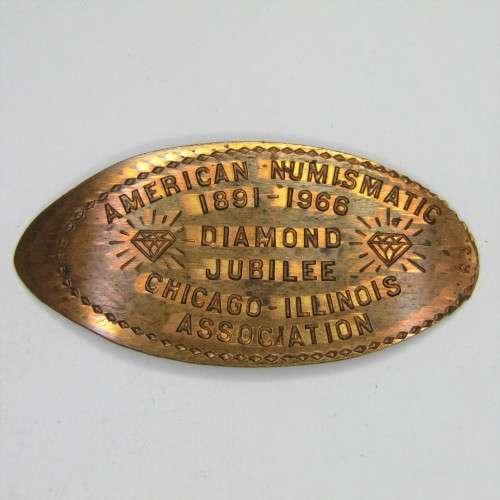 AMERICAN NUMISMATIC
1891-1966
DIAMOND
JUBILEE
CHICAGO-ILLINOIS
ASSOCIATION